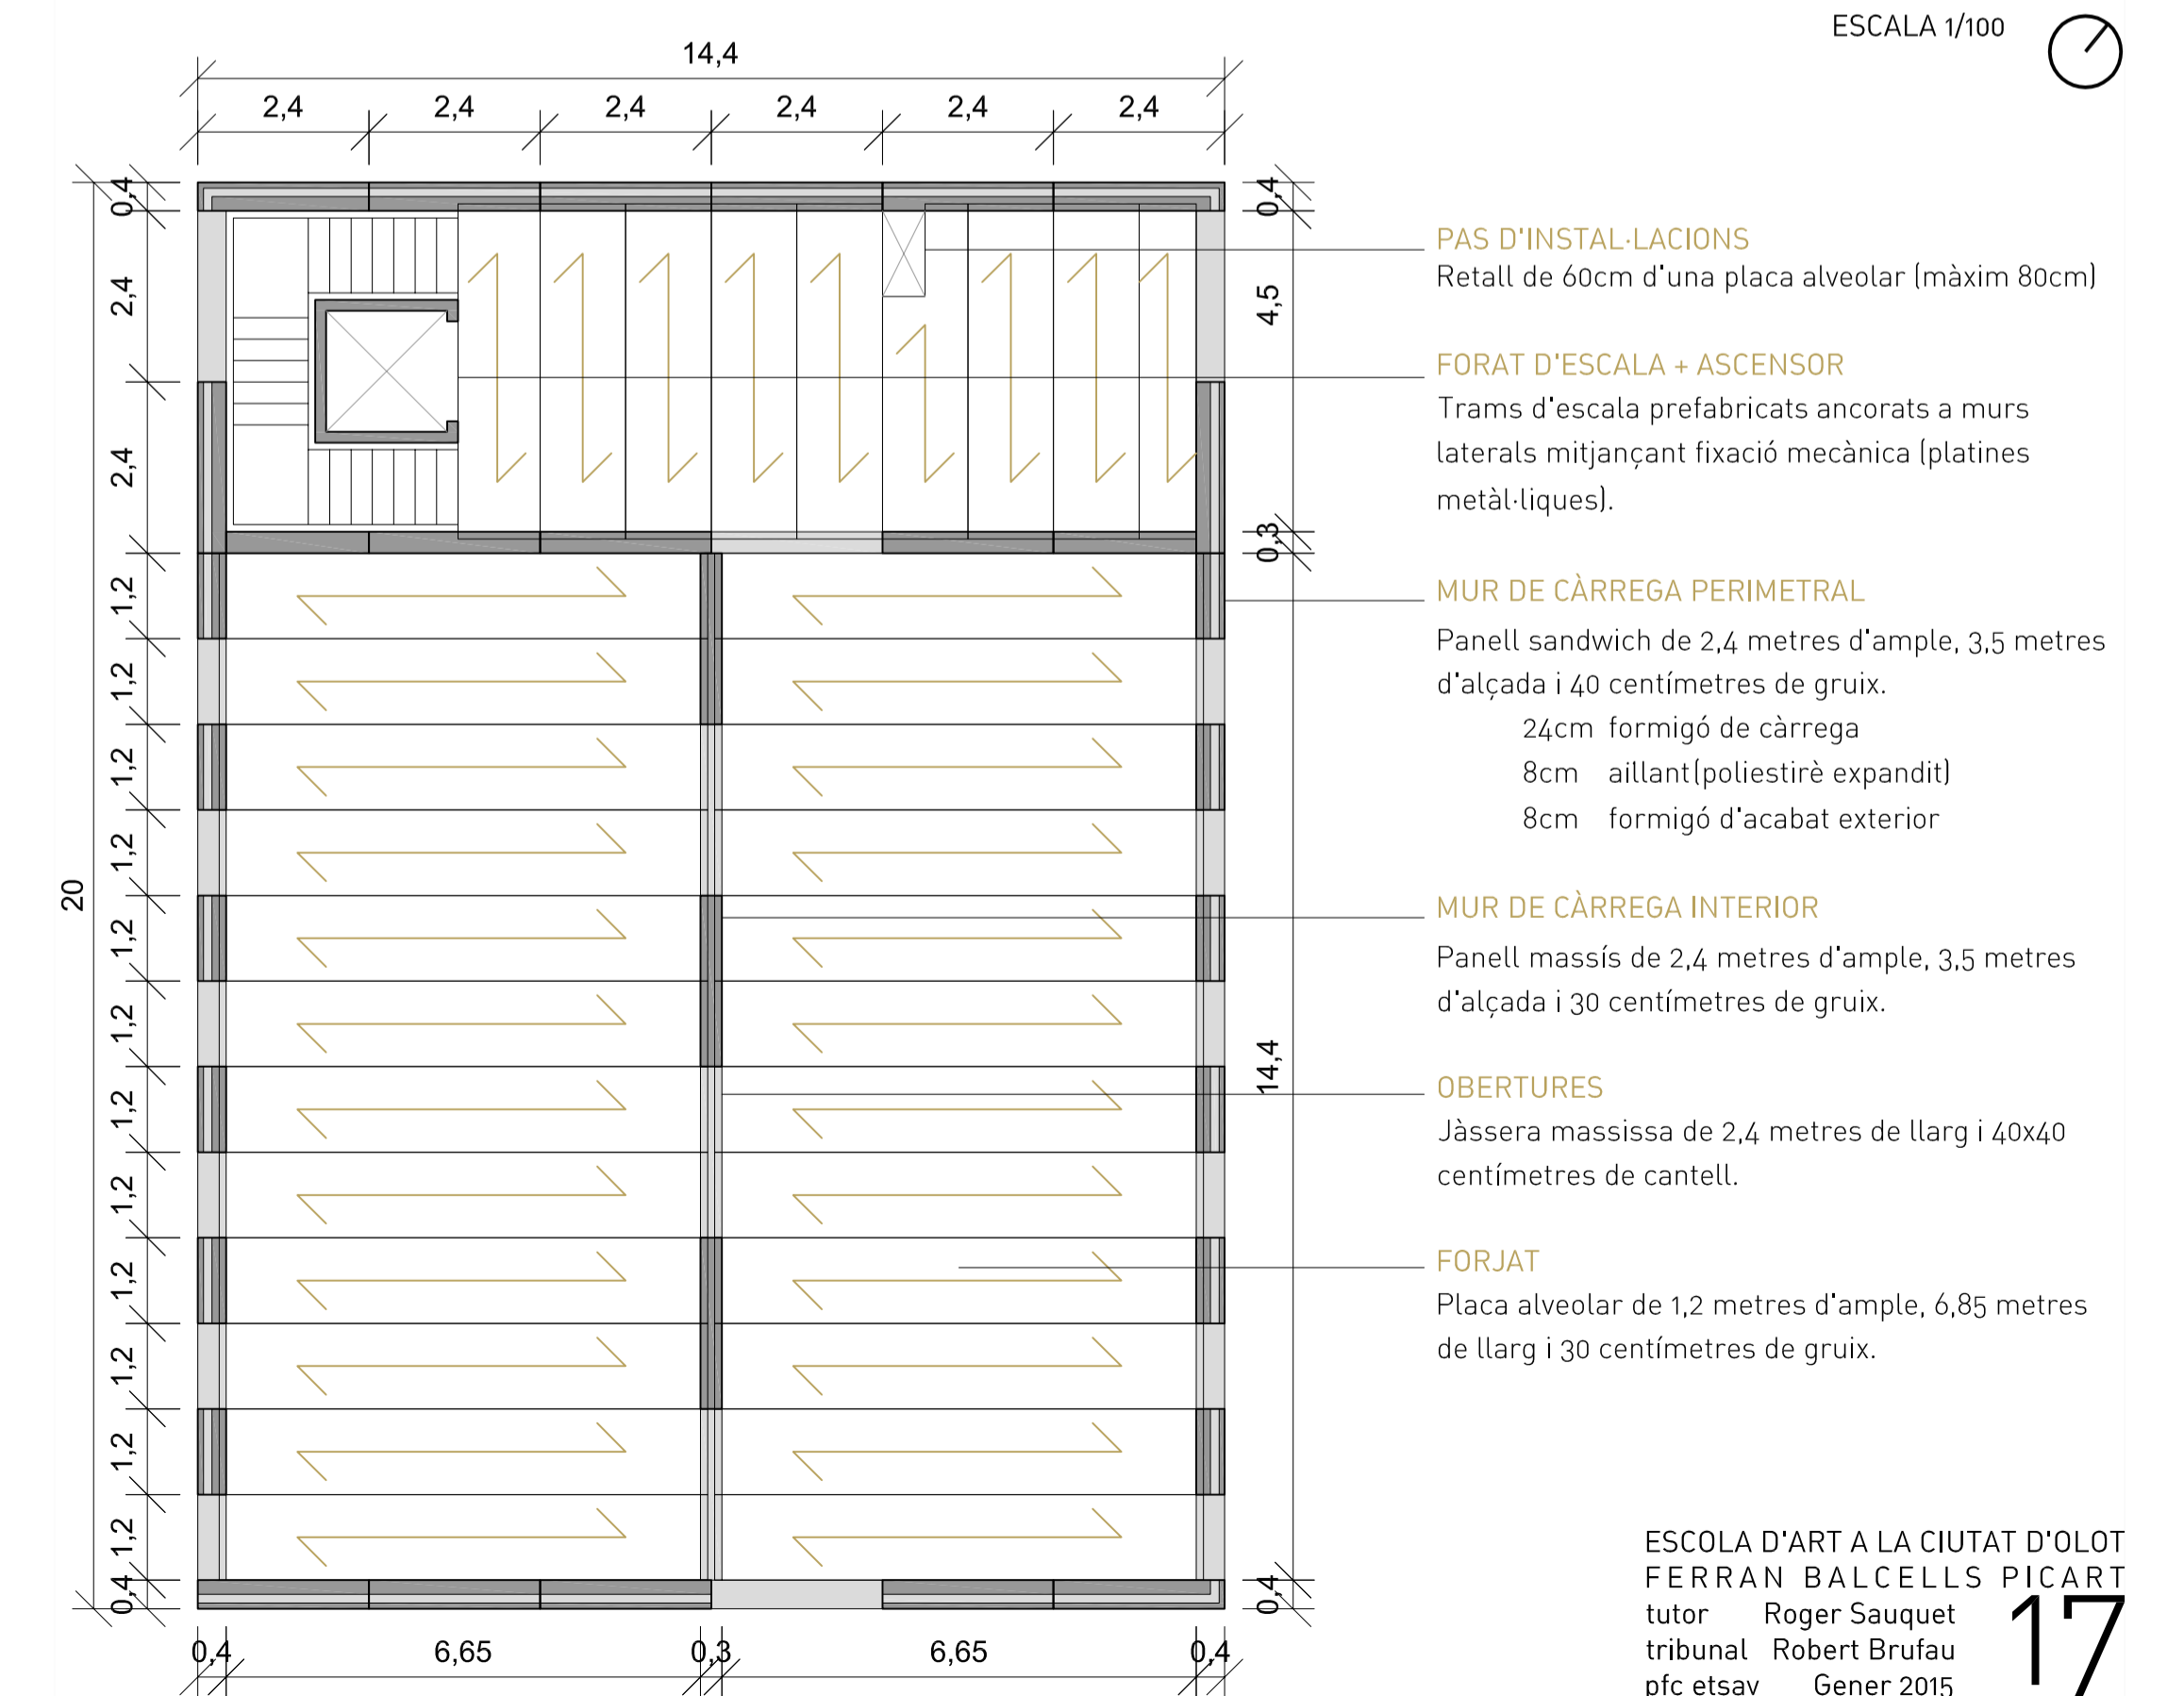 ESCALA 1/100
14,4
2,4 2,4 2,4 2,4 2,4 2,4
0,4
2,4
2,4
1,2
1,2
1,2
1,2
1,2
1,2
1,2
1,2
1,2
1,2
1,2
1,2
0,4
20
0,4
4,5
0,3
14,4
0,4
0,4 6,65 0,3 6,65 0,4
PAS D'INSTAL·LACIONS
Retall de 60cm d'una placa alveolar (màxim 80cm)
FORAT D'ESCALA + ASCENSOR
Trams d'escala prefabricats ancorats a murs
laterals mitjançant fixació mecànica (platines
metàl·liques).
MUR DE CÀRREGA PERIMETRAL
Panell sandwich de 2,4 metres d'ample, 3,5 metres
d'alçada i 40 centímetres de gruix.
24cm formigó de càrrega
8cm aïllant(poliestirè expandit)
8cm formigó d'acabat exterior
MUR DE CÀRREGA INTERIOR
Panell massís de 2,4 metres d'ample, 3,5 metres
d'alçada i 30 centímetres de gruix.
OBERTURES
Jàssera massissa de 2,4 metres de llarg i 40x40
centímetres de cantell.
FORJAT
Placa alveolar de 1,2 metres d'ample, 6,85 metres
de llarg i 30 centímetres de gruix.
ESCOLA D'ART A LA CIUTAT D'OLOT
FERRAN BALCELLS PICART
tutor Roger Sauquet
tribunal Robert Brufau
pfc etsav Gener 2015
17